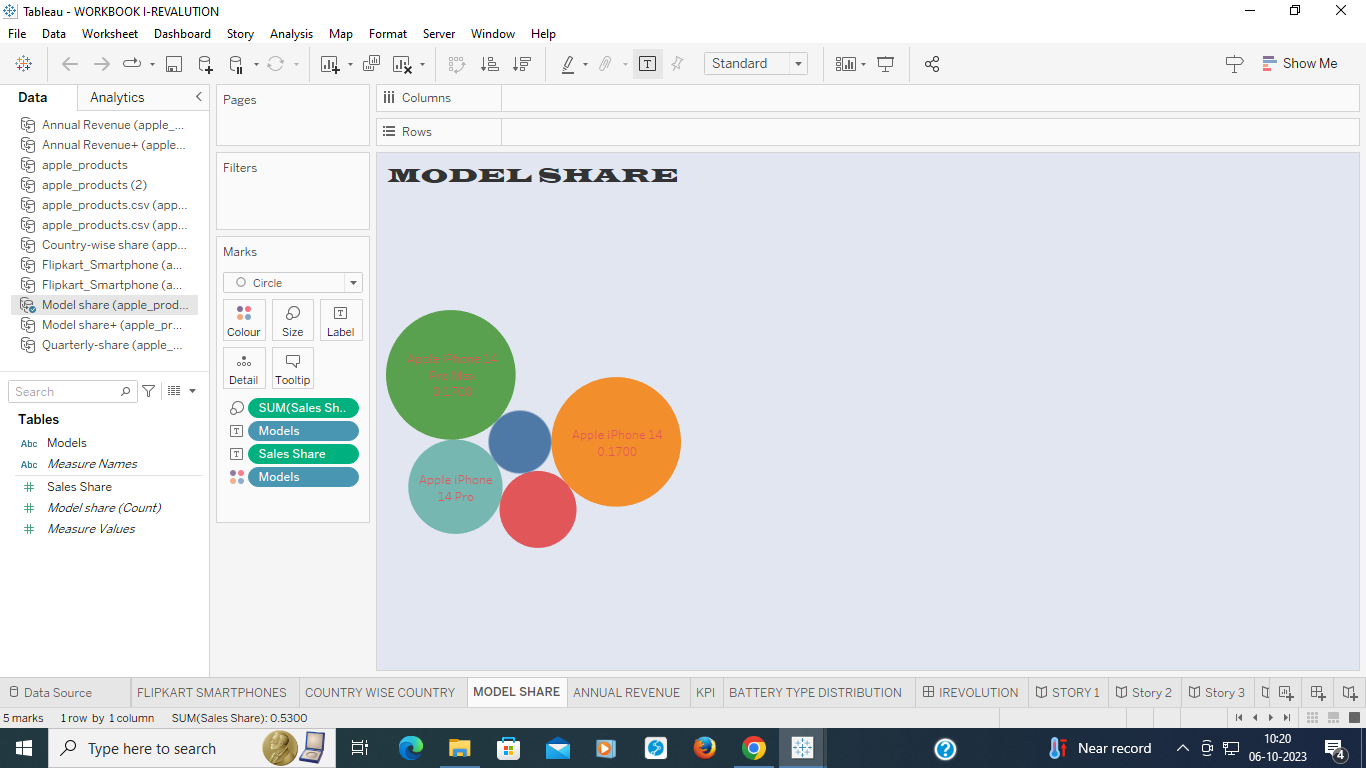 Tableau - WORKBOOK I-REVALUTION
File Data Worksheet Dashboard Story Analysis Map Format Server Window Help
Standard
Show Me
Data Analytics
Annual Revenue (apple_...
Annual Revenue+ (apple...
apple_products
apple_products (2)
apple_products.csv (app...
apple_products.csv (app...
Country-wise share (app...
Flipkart_Smartphone (a...
Flipkart_Smartphone (a...
Model share (apple_prod...
Model share+ (apple_pr...
Quarterly-share (apple_...
Search
Tables
Abc Models
Abc Measure Names
# Sales Share
# Model share (Count)
# Measure Values
Pages
Filters
Marks
Circle
Colour Size Label
Detail Tooltip
SUM(Sales Sh..
Models
Sales Share
Models
Columns
Rows
MODEL SHARE
Apple iPhone 14
Pro Max
Apple iPhone 14
0.1700
Apple iPhone
14 Pro
Data Source FLIPKART SMARTPHONES COUNTRY WISE COUNTRY MODEL SHARE ANNUAL REVENUE KPI BATTERY TYPE DISTRIBUTION IREVOLUTION STORY 1 Story 2 Story 3
5 marks 1 row by 1 column SUM(Sales Share): 0.5300
Type here to search
Near record
10:20
06-10-2023
4